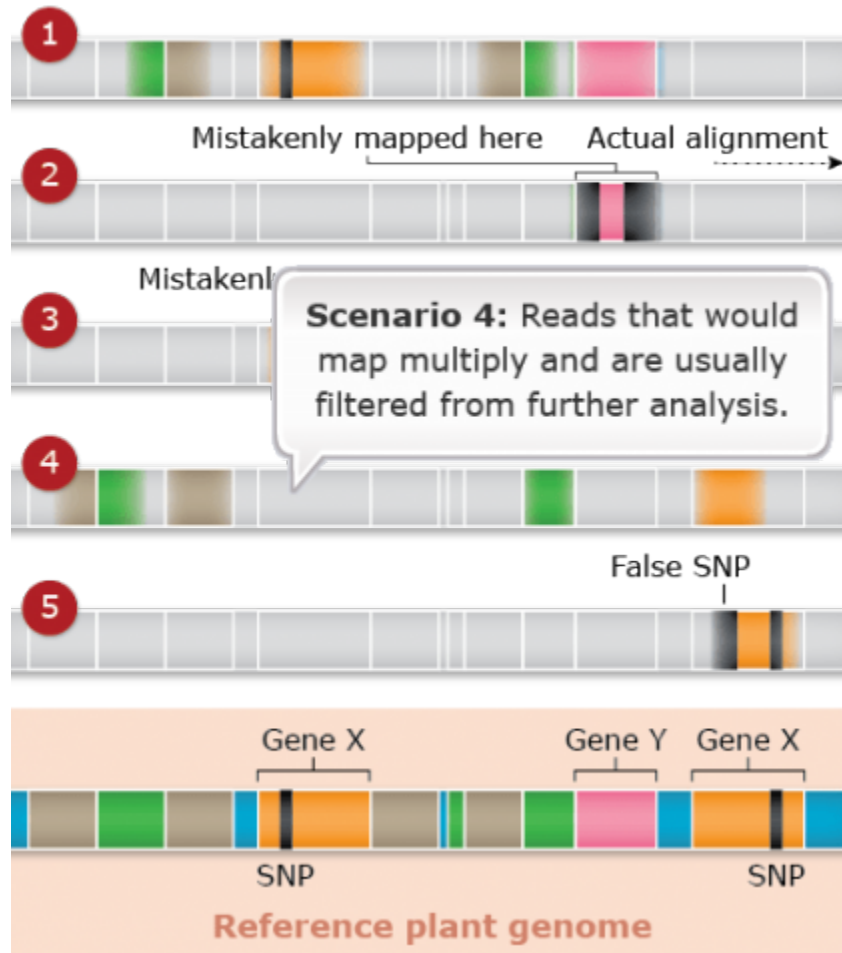 1
Mistakenly mapped here Actual alignment
2
Mistakenl
3
Scenario 4: Reads that would
map multiply and are usually
filtered from further analysis.
4
False SNP
5
Gene X Gene Y Gene X
SNP SNP
Reference plant genome